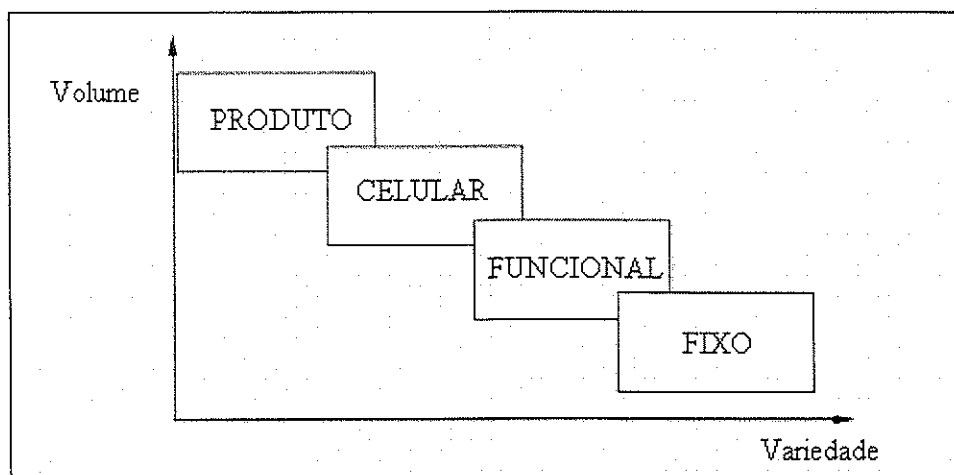 Volume
PRODUTO
CELULAR
FUNCIONAL
FIXO
Variedade